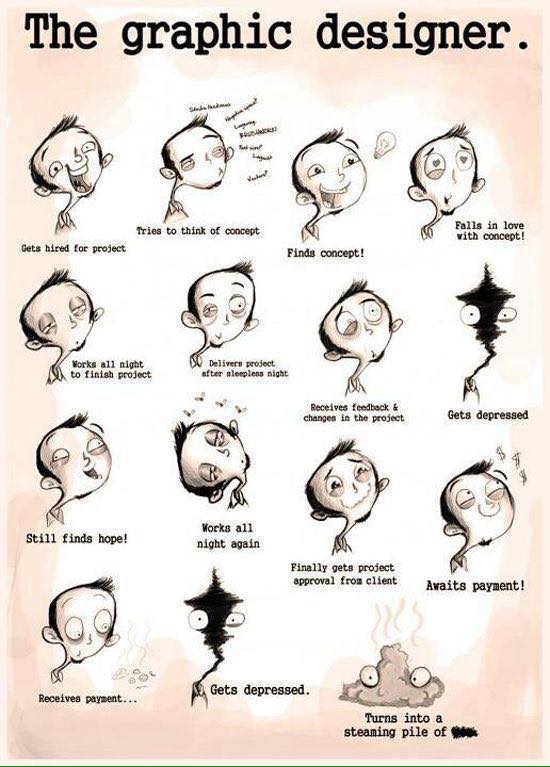 The graphic designer.
Gets hired for project
Tries to think of concept
Finds concept!
Falls in love
with concept!
Works all night
to finish project
Delivers project
after sleepless night
Receives feedback &
changes in the project
Gets depressed
Still finds hope!
Works all
night again
Finally gets project
approval from client
$ $ $
Awaits payment!
Receives payment...
Gets depressed.
Turns into a
steaming pile of